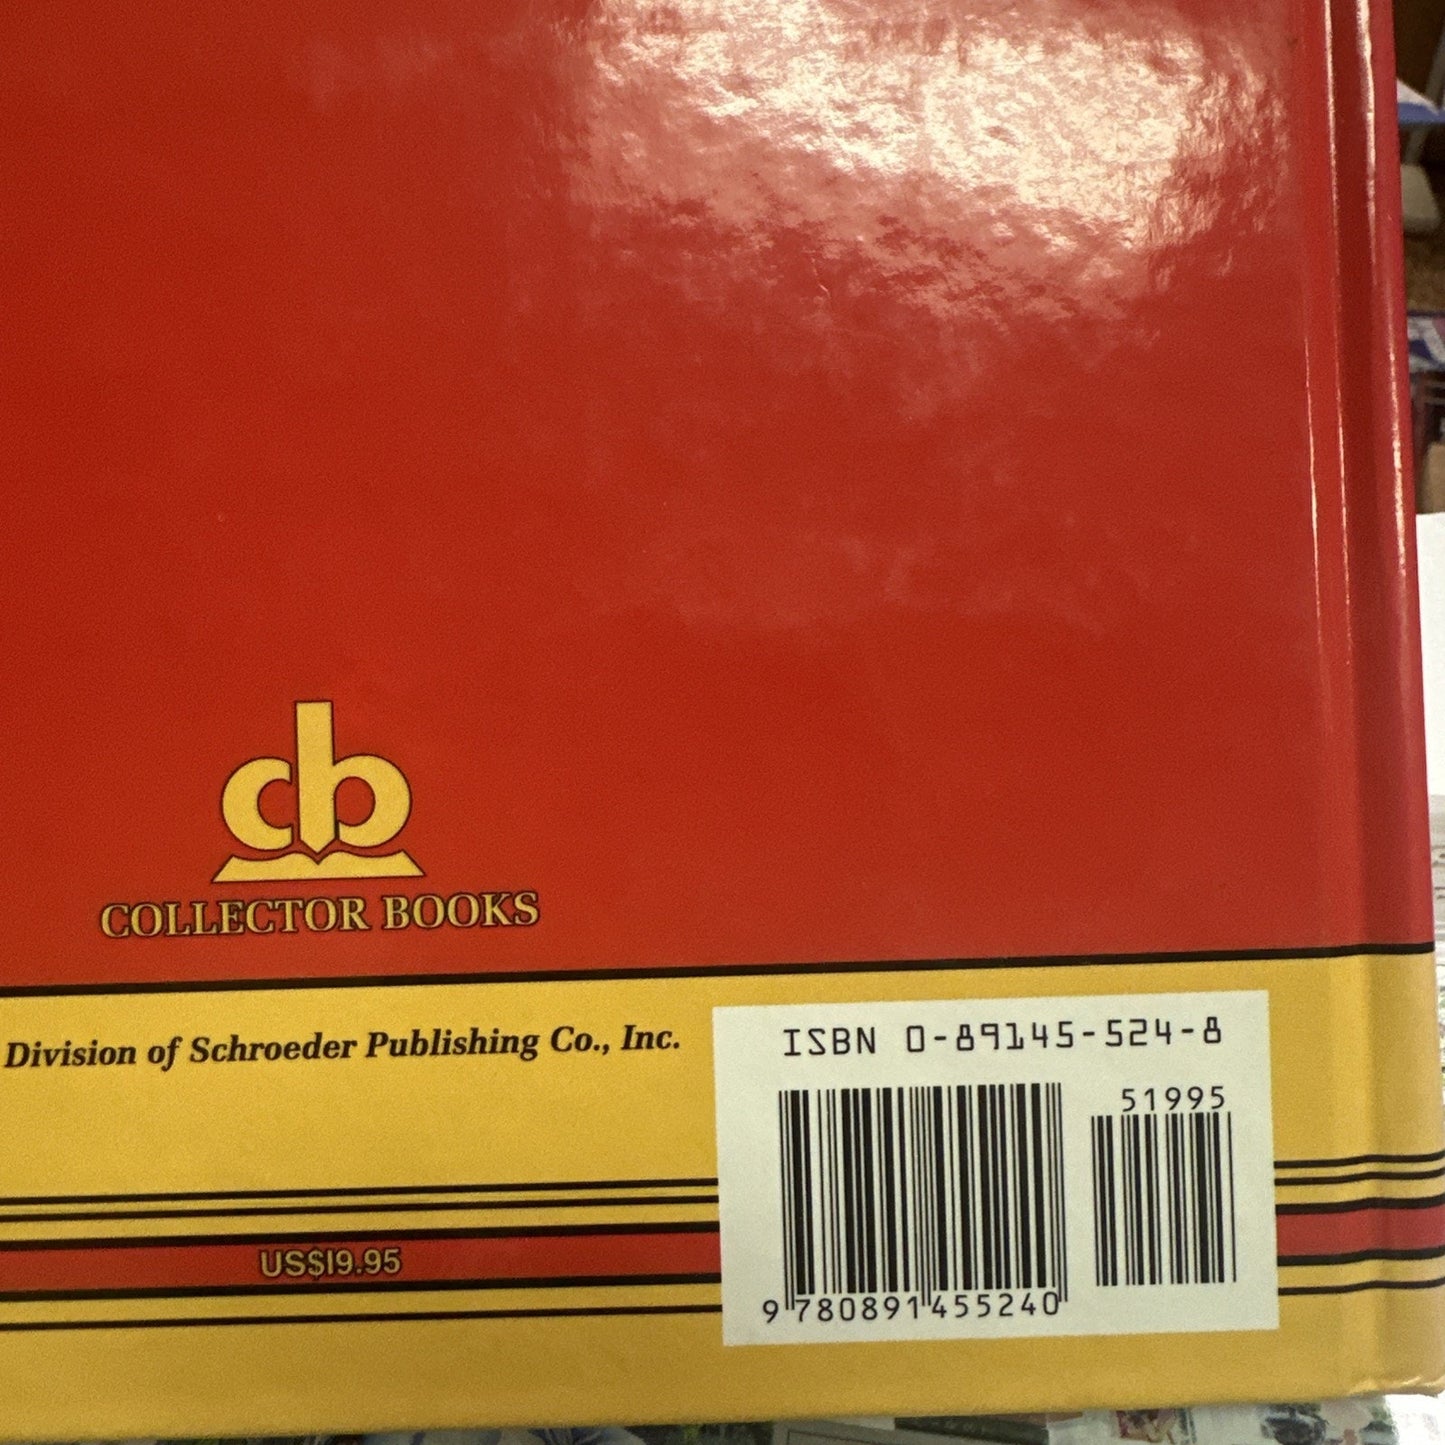 cb
COLLECTOR BOOKS
Division of Schroeder Publishing Co., Inc.
US$19.95
ISBN 0-89145-524-8
51995
9 780891 455240